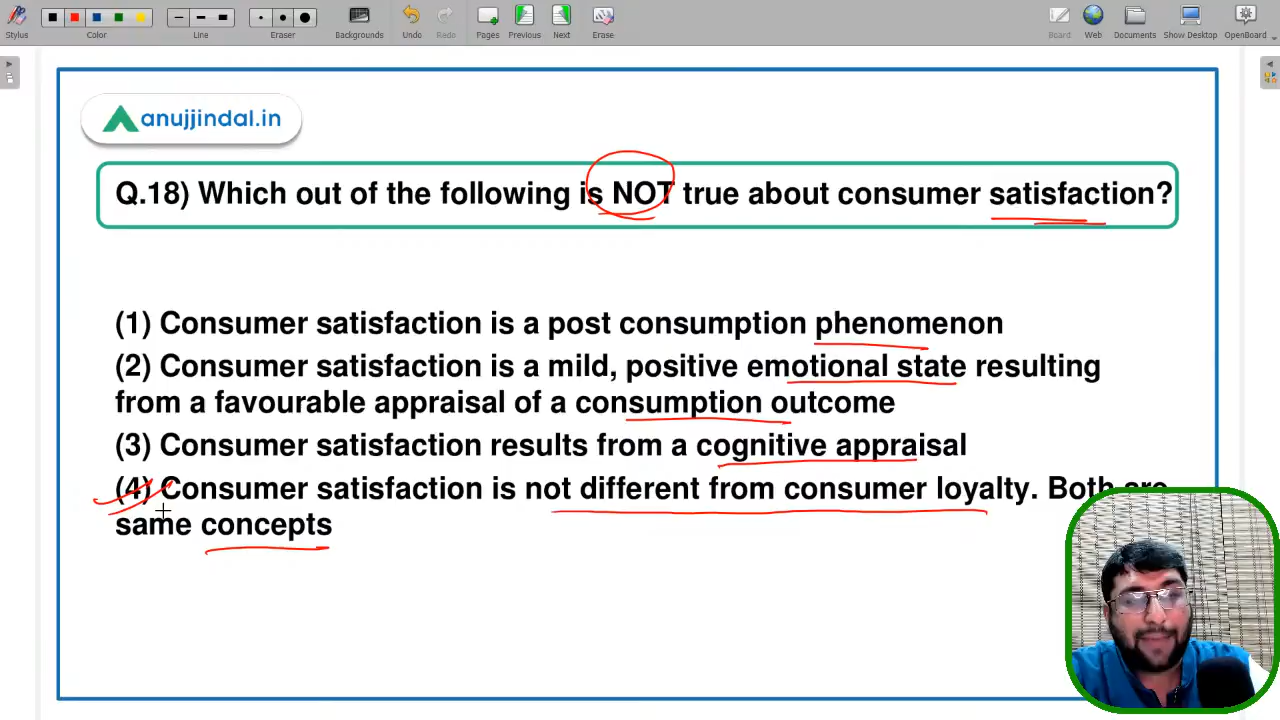 Stylus
Color
Line
Eraser
Backgrounds
Undo
Redo
Pages
Previous
Next
Erase
Board
Web
Documents
Show Desktop
OpenBoard
anujjindal.in
Q.18) Which out of the following is NOT true about consumer satisfaction?
(1) Consumer satisfaction is a post consumption phenomenon
(2) Consumer satisfaction is a mild, positive emotional state resulting
from a favourable appraisal of a consumption outcome
(3) Consumer satisfaction results from a cognitive appraisal
(4) Consumer satisfaction is not different from consumer loyalty. Both are
same concepts